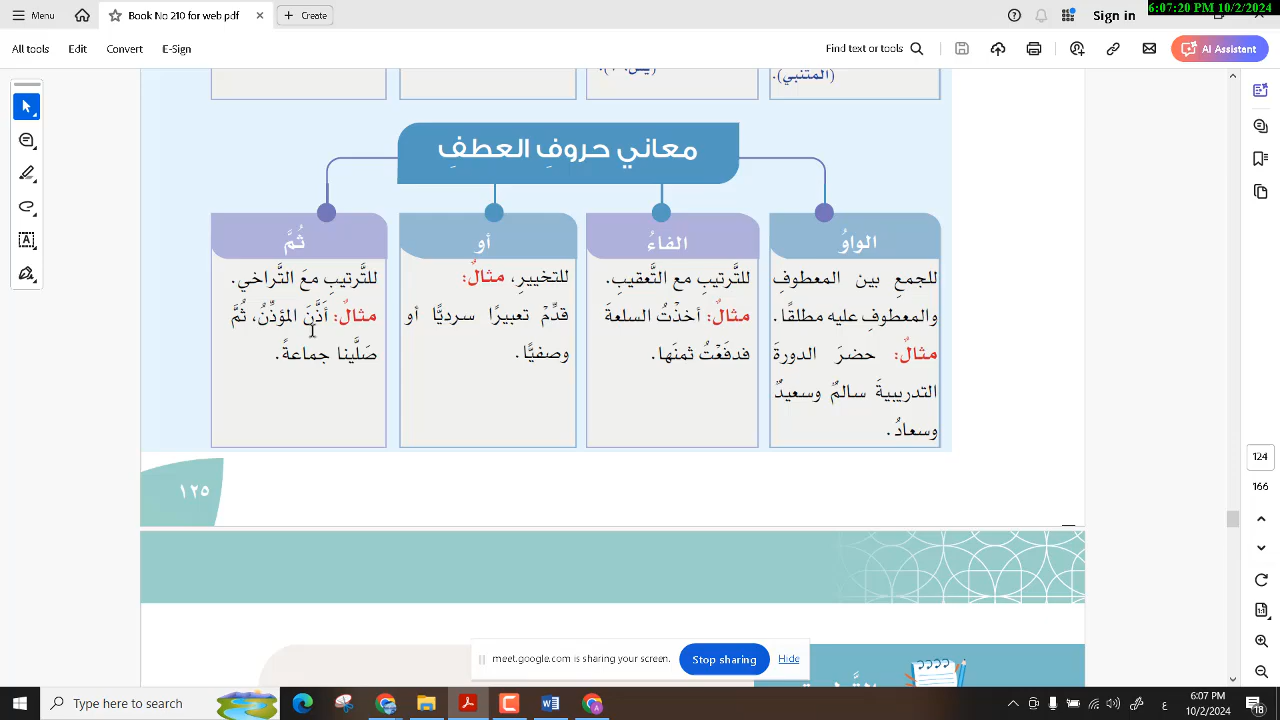 Menu
Book No 210 for web.pdf
Create
Sign in
6:07:20 PM 10/2/2024
All tools
Edit
Convert
E-Sign
Find text or tools
AI Assistant
(المتنبي).
معاني حروفِ العطفِ
الواوُ
للجمعِ بين المعطوفِ
والمعطوفِ عليه مطلقًا.
مثالٌ: حضرَ الدورةَ
التدريبيةَ سالمٌ وسعيدٌ
وسعادُ.
الفاءُ
للتَّرتيبِ مع التَّعقيبِ.
مثالٌ: أخذْتُ السلعةَ
فدفَعْتُ ثمنَها.
أو
للتخييرِ، مثالٌ:
قدِّمْ تعبيرًا سرديًّا أو
وصفيًّا.
ثُمَّ
للتَّرتيبِ معَ التَّراخي.
مثالٌ: أَذَّنَ المؤذِّنُ، ثُمَّ
صَلَّينا جماعةً.
١٢٥
124
166
meet.google.com is sharing your screen.
Stop sharing
Hide
Type here to search
6:07 PM
10/2/2024
18